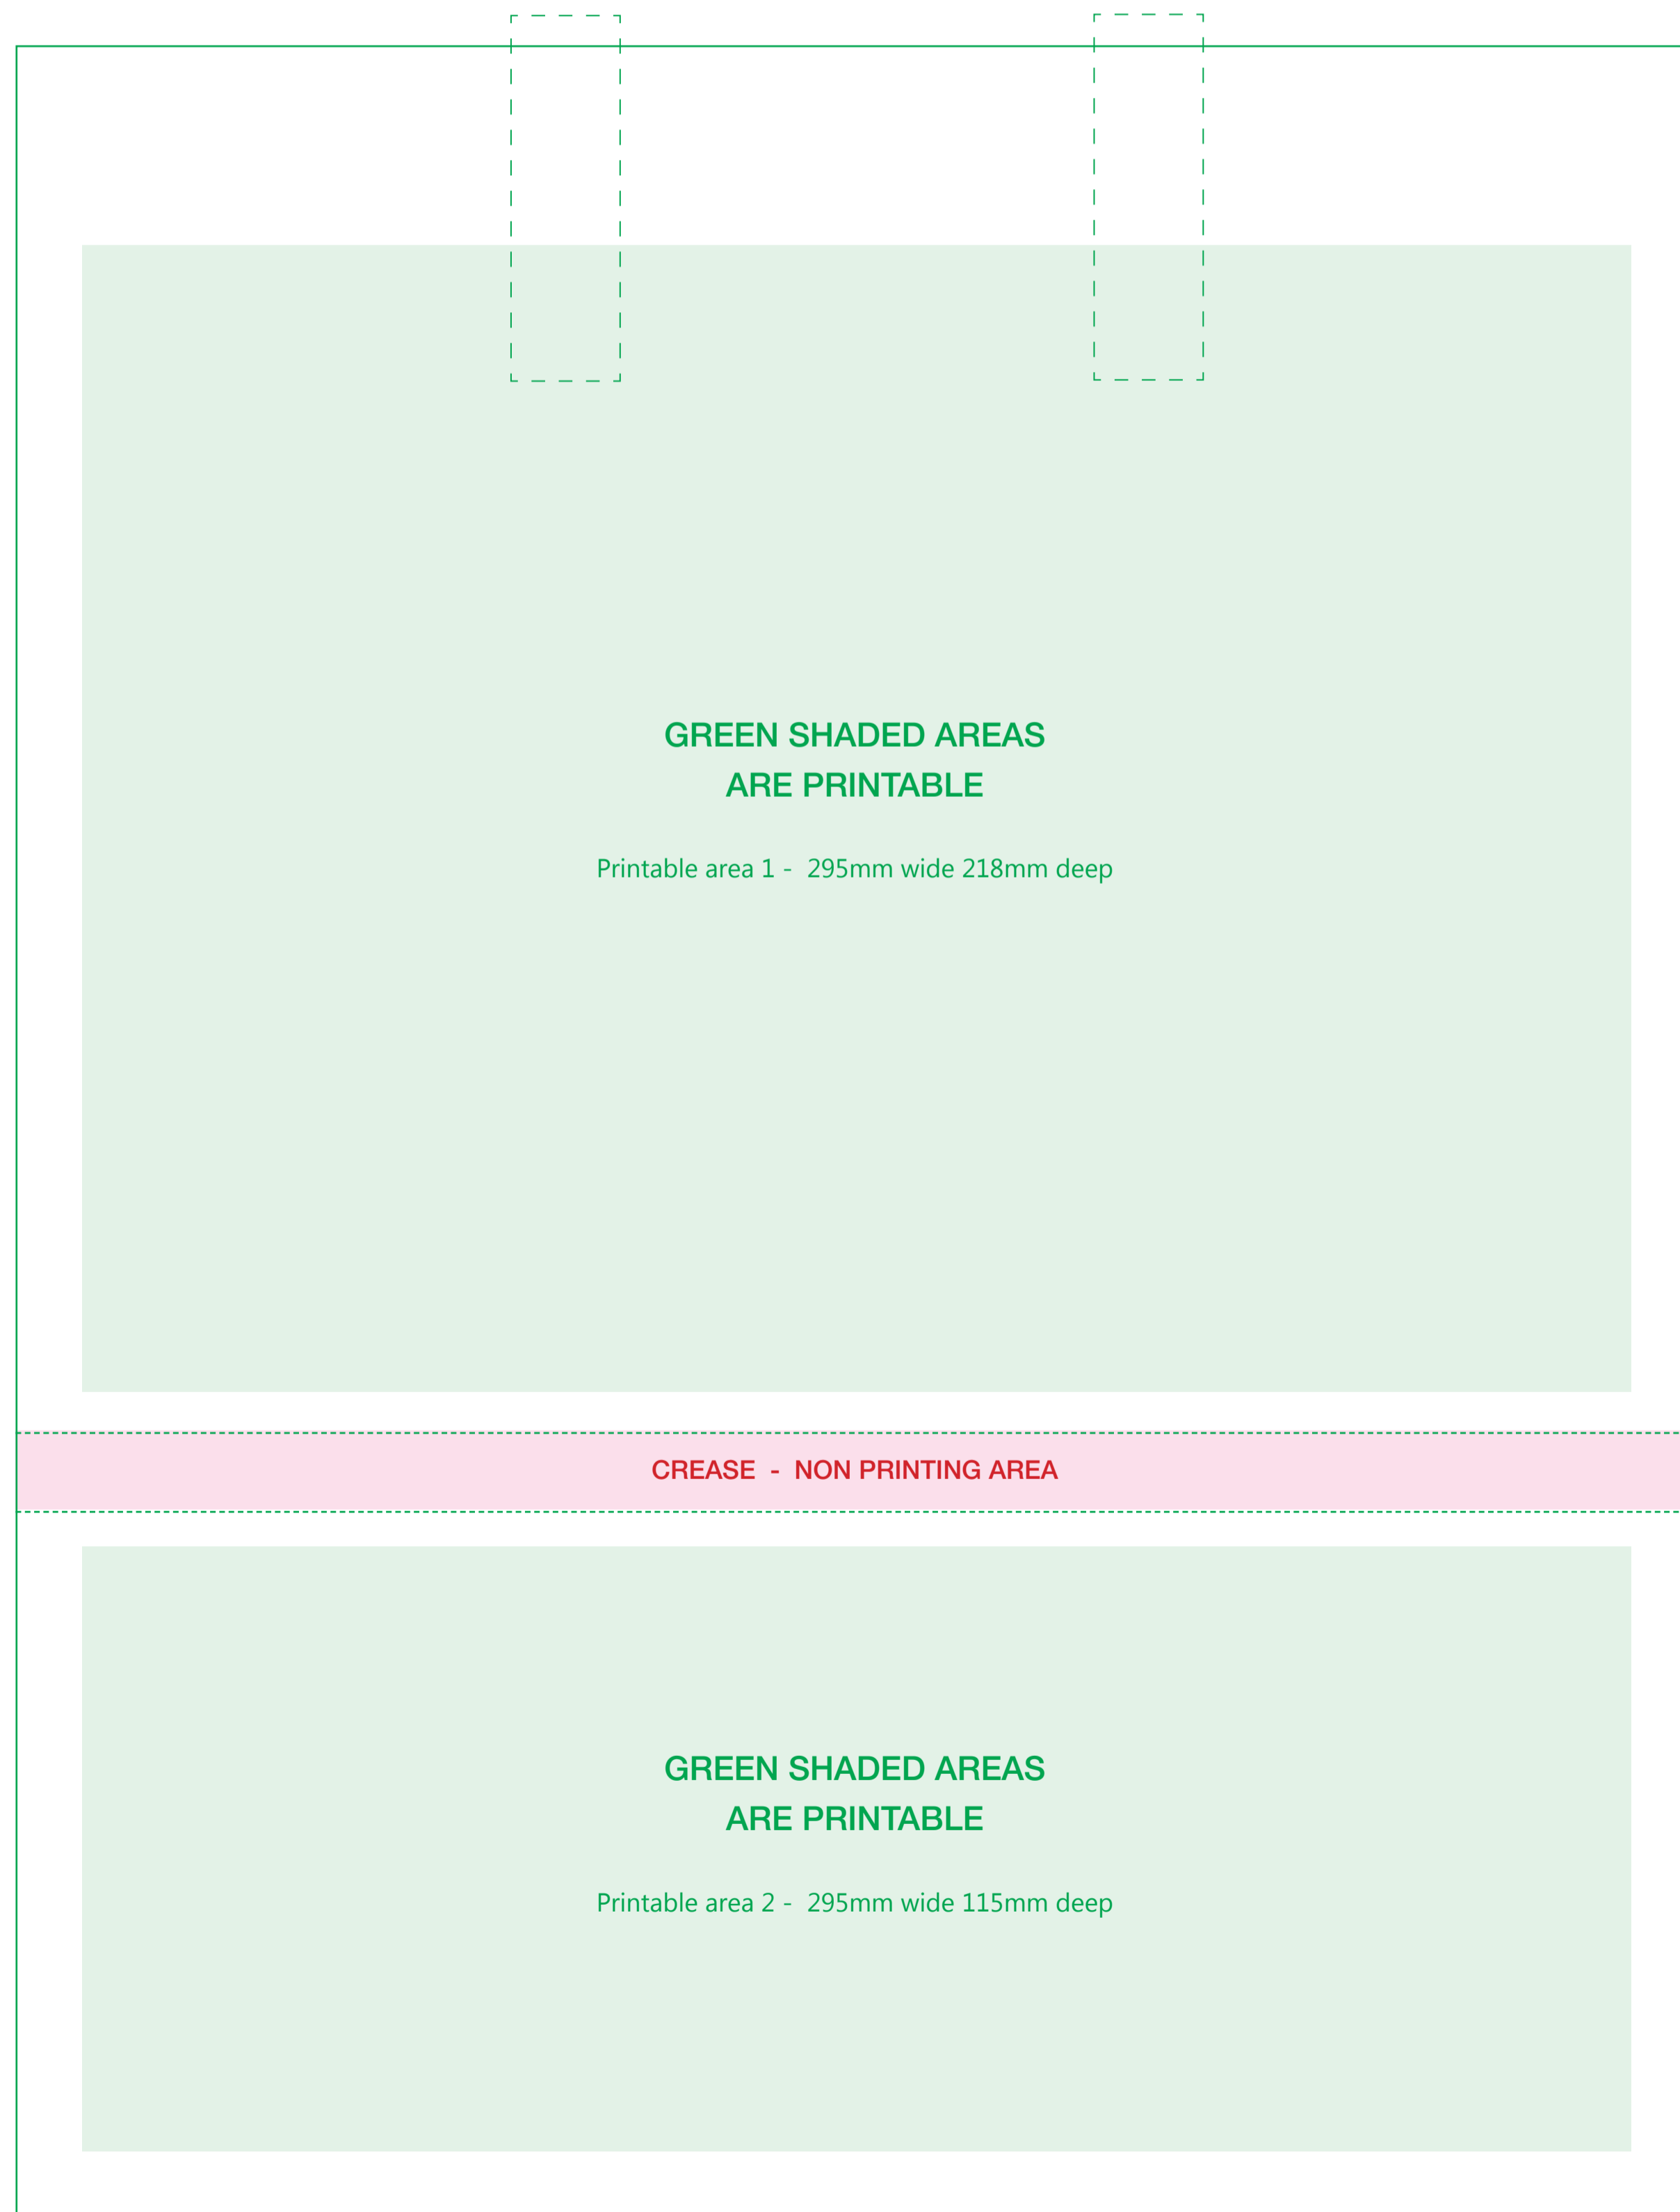 GREEN SHADED AREAS
ARE PRINTABLE
Printable area 1 -  295mm wide 218mm deep
CREASE  -  NON PRINTING AREA
GREEN SHADED AREAS
ARE PRINTABLE
Printable area 2 -  295mm wide 115mm deep